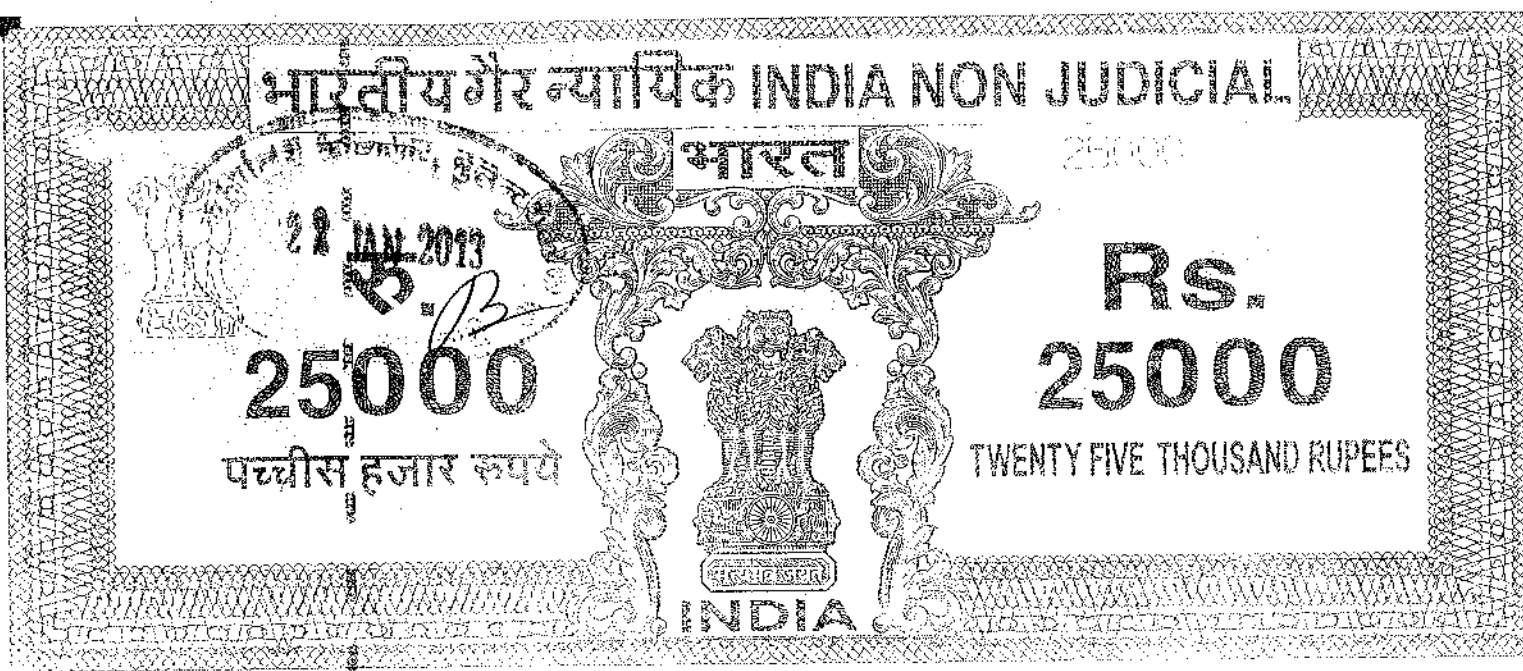 भारतीय गैर न्यायिक INDIA NON JUDICIAL
भारत
25000
28 JAN 2013
रु.
25000
पच्चीस हजार रुपये
Rs.
25000
TWENTY FIVE THOUSAND RUPEES
सत्यमेव जयते
INDIA